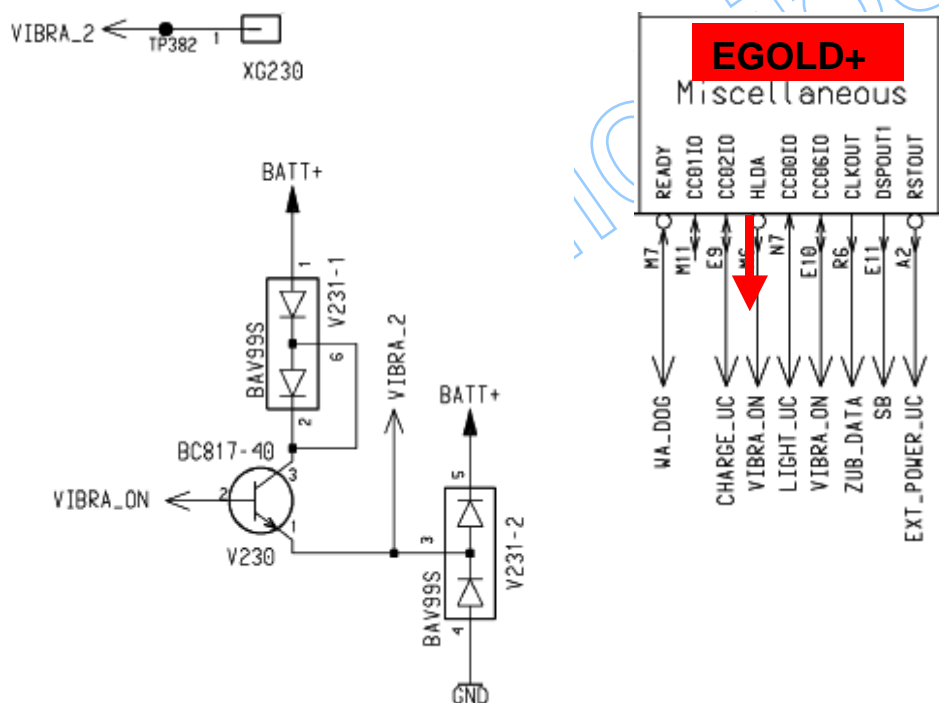 VIBRA_2
TP382
1
XG230
BATT+
1
V231-1
BAV99S
6
2
BC817-40
3
VIBRA_ON
2
1
V230
VIBRA_2
BATT+
5
3
V231-2
BAV99S
4
GND
EGOLD+
Miscellaneous
READY
CC01IO
CC02IO
HLDA
CC00IO
CC06IO
CLKOUT
DSPOUT1
RSTOUT
M7
M11
E9
N7
E10
R6
E11
A2
WA_DOG
CHARGE_UC
VIBRA_ON
LIGHT_UC
VIBRA_ON
ZUB_DATA
SB
EXT_POWER_UC